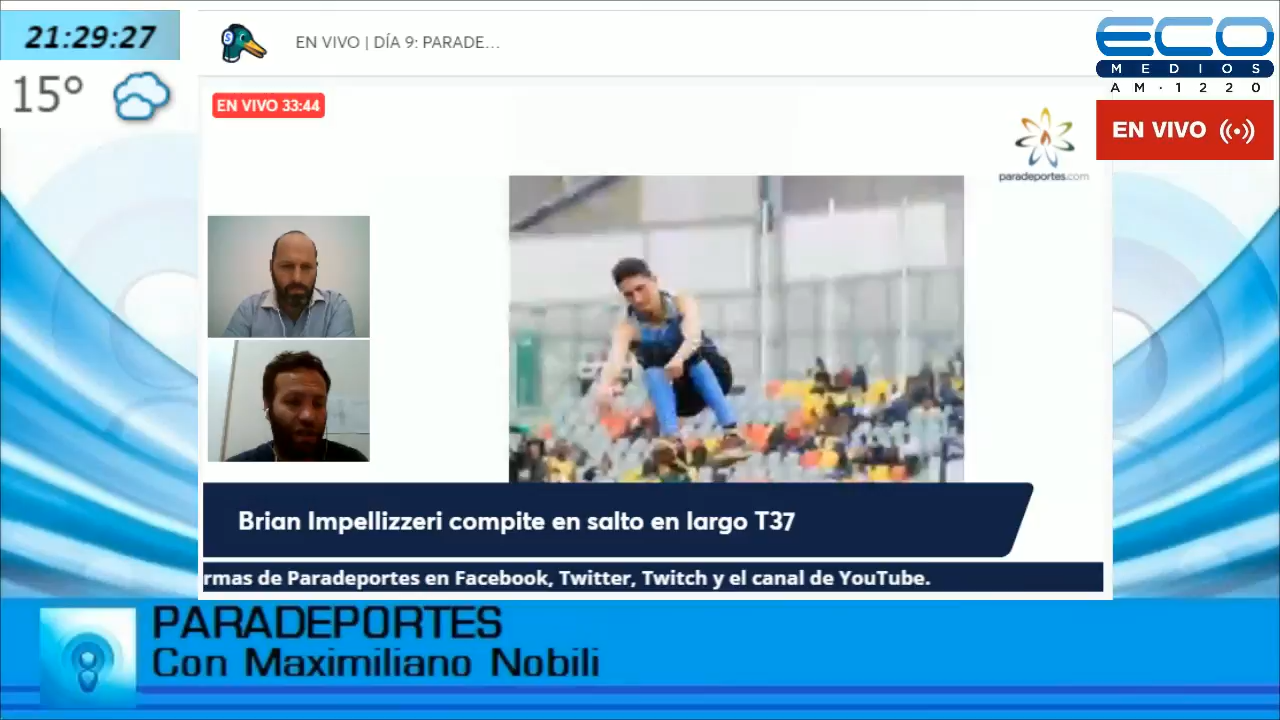 21:29:27
15°
S
EN VIVO | DÍA 9: PARADE...
ECO
MEDIOS
AM·1220
EN VIVO
EN VIVO 33:44
paradeportes.com
Brian Impellizzeri compite en salto en largo T37
rmas de Paradeportes en Facebook, Twitter, Twitch y el canal de YouTube.
PARADEPORTES
Con Maximiliano Nobili